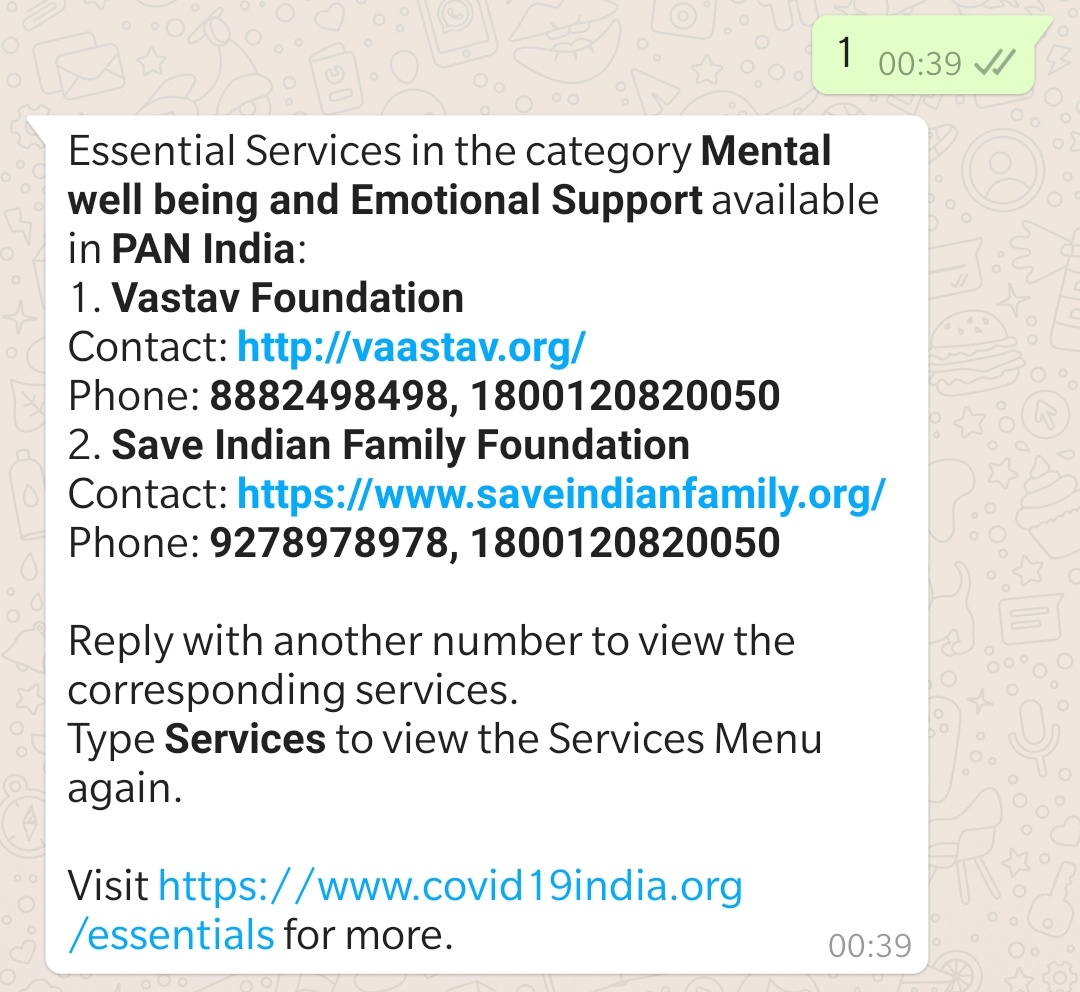 1 00:39
Essential Services in the category Mental
well being and Emotional Support available
in PAN India:
1. Vastav Foundation
Contact: http://vaastav.org/
Phone: 8882498498, 1800120820050
2. Save Indian Family Foundation
Contact: https://www.saveindianfamily.org/
Phone: 9278978978, 1800120820050
Reply with another number to view the
corresponding services.
Type Services to view the Services Menu
again.
Visit https://www.covid19india.org
/essentials for more.
00:39